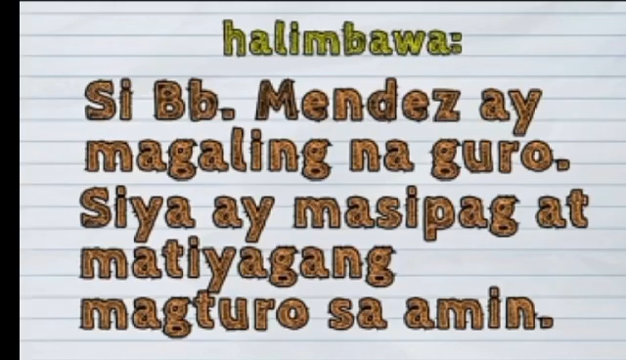 halimbawa:
Si Bb. Mendez ay
magaling na guro.
Siya ay masipag at
matiyagang
magturo sa amin.